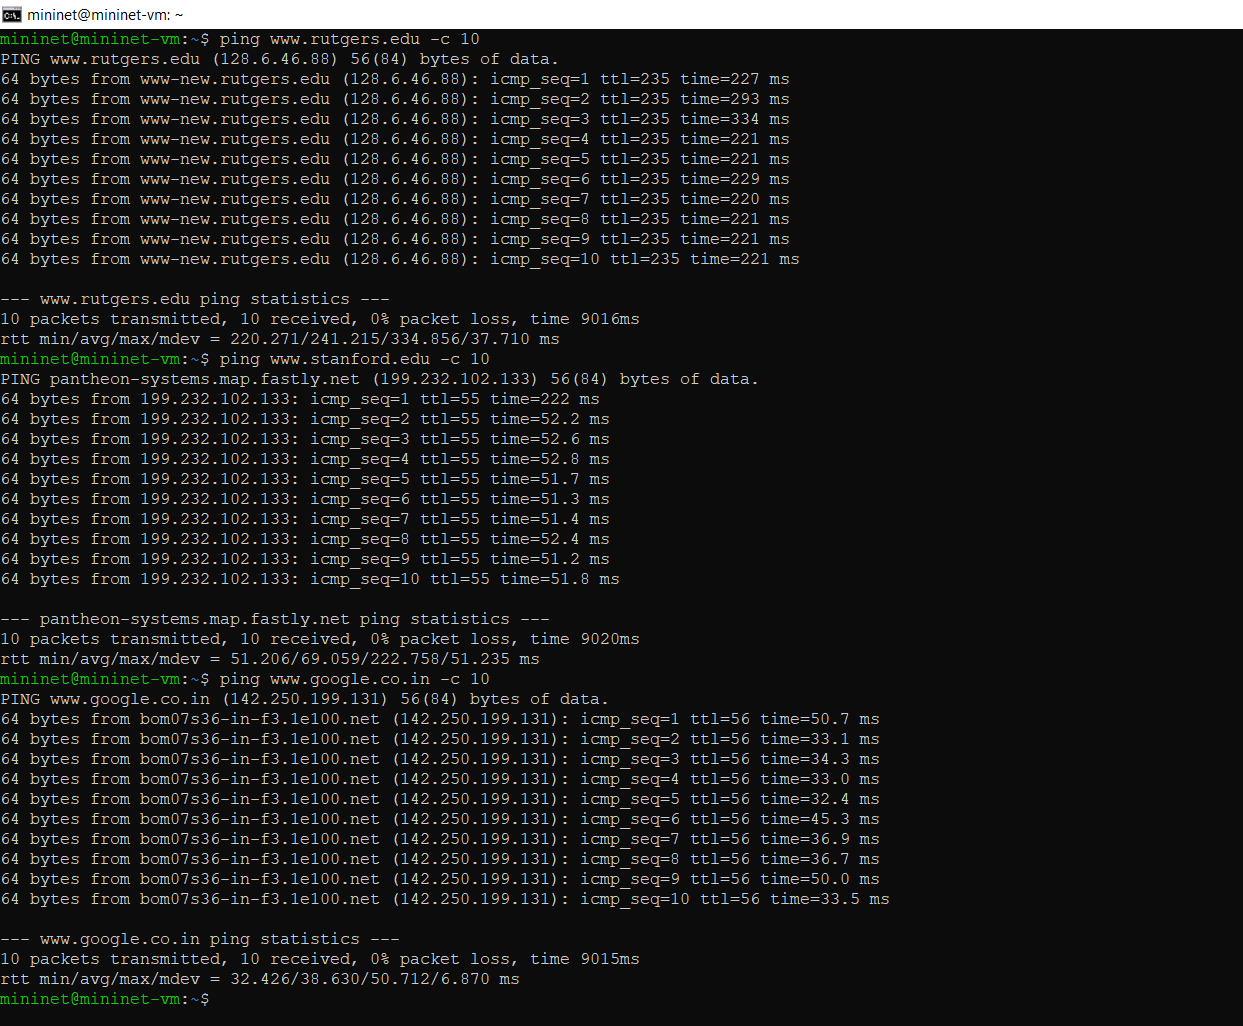 mininet@mininet-vm: ~
mininet@mininet-vm:~$ ping www.rutgers.edu -c 10
PING www.rutgers.edu (128.6.46.88) 56(84) bytes of data.
64 bytes from www-new.rutgers.edu (128.6.46.88): icmp_seq=1 ttl=235 time=227 ms
64 bytes from www-new.rutgers.edu (128.6.46.88): icmp_seq=2 ttl=235 time=293 ms
64 bytes from www-new.rutgers.edu (128.6.46.88): icmp_seq=3 ttl=235 time=334 ms
64 bytes from www-new.rutgers.edu (128.6.46.88): icmp_seq=4 ttl=235 time=221 ms
64 bytes from www-new.rutgers.edu (128.6.46.88): icmp_seq=5 ttl=235 time=221 ms
64 bytes from www-new.rutgers.edu (128.6.46.88): icmp_seq=6 ttl=235 time=229 ms
64 bytes from www-new.rutgers.edu (128.6.46.88): icmp_seq=7 ttl=235 time=220 ms
64 bytes from www-new.rutgers.edu (128.6.46.88): icmp_seq=8 ttl=235 time=221 ms
64 bytes from www-new.rutgers.edu (128.6.46.88): icmp_seq=9 ttl=235 time=221 ms
64 bytes from www-new.rutgers.edu (128.6.46.88): icmp_seq=10 ttl=235 time=221 ms
--- www.rutgers.edu ping statistics ---
10 packets transmitted, 10 received, 0% packet loss, time 9016ms
rtt min/avg/max/mdev = 220.271/241.215/334.856/37.710 ms
mininet@mininet-vm:~$ ping www.stanford.edu -c 10
PING pantheon-systems.map.fastly.net (199.232.102.133) 56(84) bytes of data.
64 bytes from 199.232.102.133: icmp_seq=1 ttl=55 time=222 ms
64 bytes from 199.232.102.133: icmp_seq=2 ttl=55 time=52.2 ms
64 bytes from 199.232.102.133: icmp_seq=3 ttl=55 time=52.6 ms
64 bytes from 199.232.102.133: icmp_seq=4 ttl=55 time=52.8 ms
64 bytes from 199.232.102.133: icmp_seq=5 ttl=55 time=51.7 ms
64 bytes from 199.232.102.133: icmp_seq=6 ttl=55 time=51.3 ms
64 bytes from 199.232.102.133: icmp_seq=7 ttl=55 time=51.4 ms
64 bytes from 199.232.102.133: icmp_seq=8 ttl=55 time=52.4 ms
64 bytes from 199.232.102.133: icmp_seq=9 ttl=55 time=51.2 ms
64 bytes from 199.232.102.133: icmp_seq=10 ttl=55 time=51.8 ms
--- pantheon-systems.map.fastly.net ping statistics ---
10 packets transmitted, 10 received, 0% packet loss, time 9020ms
rtt min/avg/max/mdev = 51.206/69.059/222.758/51.235 ms
mininet@mininet-vm:~$ ping www.google.co.in -c 10
PING www.google.co.in (142.250.199.131) 56(84) bytes of data.
64 bytes from bom07s36-in-f3.1e100.net (142.250.199.131): icmp_seq=1 ttl=56 time=50.7 ms
64 bytes from bom07s36-in-f3.1e100.net (142.250.199.131): icmp_seq=2 ttl=56 time=33.1 ms
64 bytes from bom07s36-in-f3.1e100.net (142.250.199.131): icmp_seq=3 ttl=56 time=34.3 ms
64 bytes from bom07s36-in-f3.1e100.net (142.250.199.131): icmp_seq=4 ttl=56 time=33.0 ms
64 bytes from bom07s36-in-f3.1e100.net (142.250.199.131): icmp_seq=5 ttl=56 time=32.4 ms
64 bytes from bom07s36-in-f3.1e100.net (142.250.199.131): icmp_seq=6 ttl=56 time=45.3 ms
64 bytes from bom07s36-in-f3.1e100.net (142.250.199.131): icmp_seq=7 ttl=56 time=36.9 ms
64 bytes from bom07s36-in-f3.1e100.net (142.250.199.131): icmp_seq=8 ttl=56 time=36.7 ms
64 bytes from bom07s36-in-f3.1e100.net (142.250.199.131): icmp_seq=9 ttl=56 time=50.0 ms
64 bytes from bom07s36-in-f3.1e100.net (142.250.199.131): icmp_seq=10 ttl=56 time=33.5 ms
--- www.google.co.in ping statistics ---
10 packets transmitted, 10 received, 0% packet loss, time 9015ms
rtt min/avg/max/mdev = 32.426/38.630/50.712/6.870 ms
mininet@mininet-vm:~$